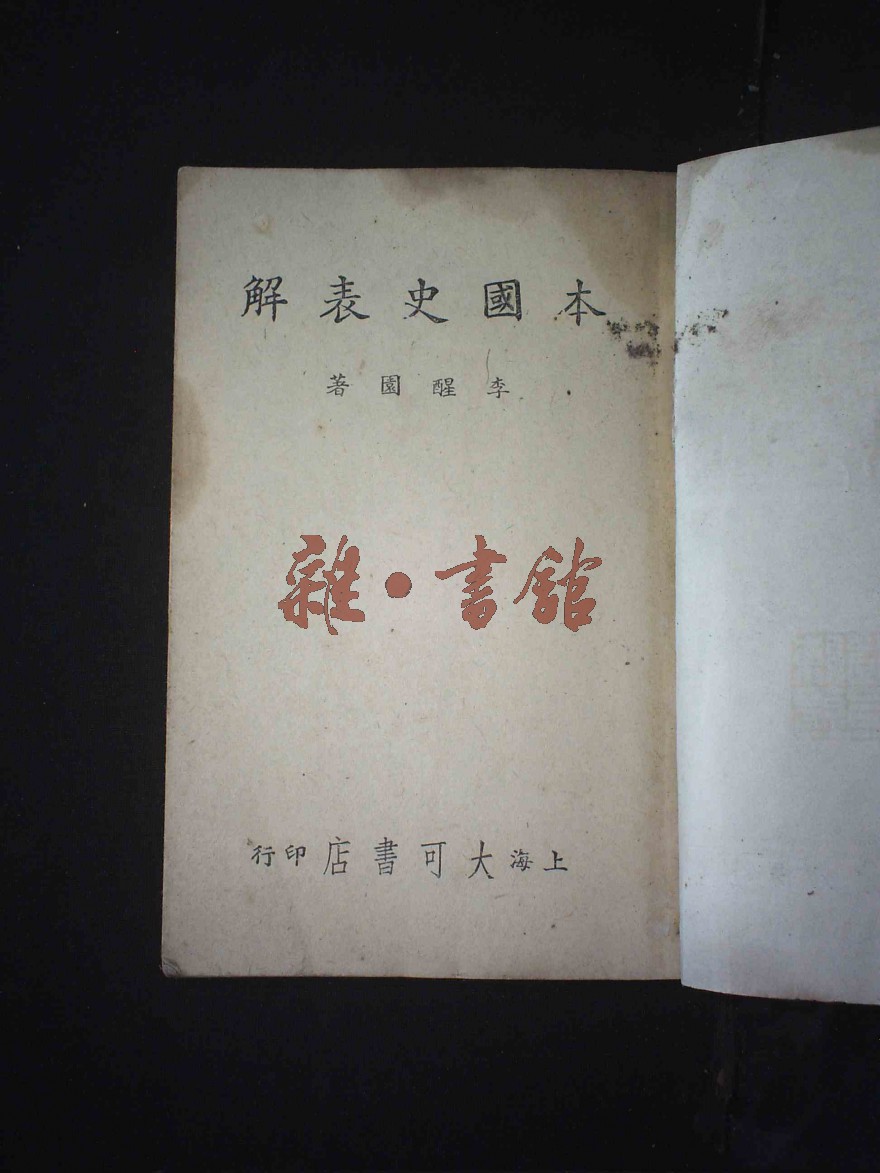 本國史表解
李醒園著
雜·書館
上海大可書店印行